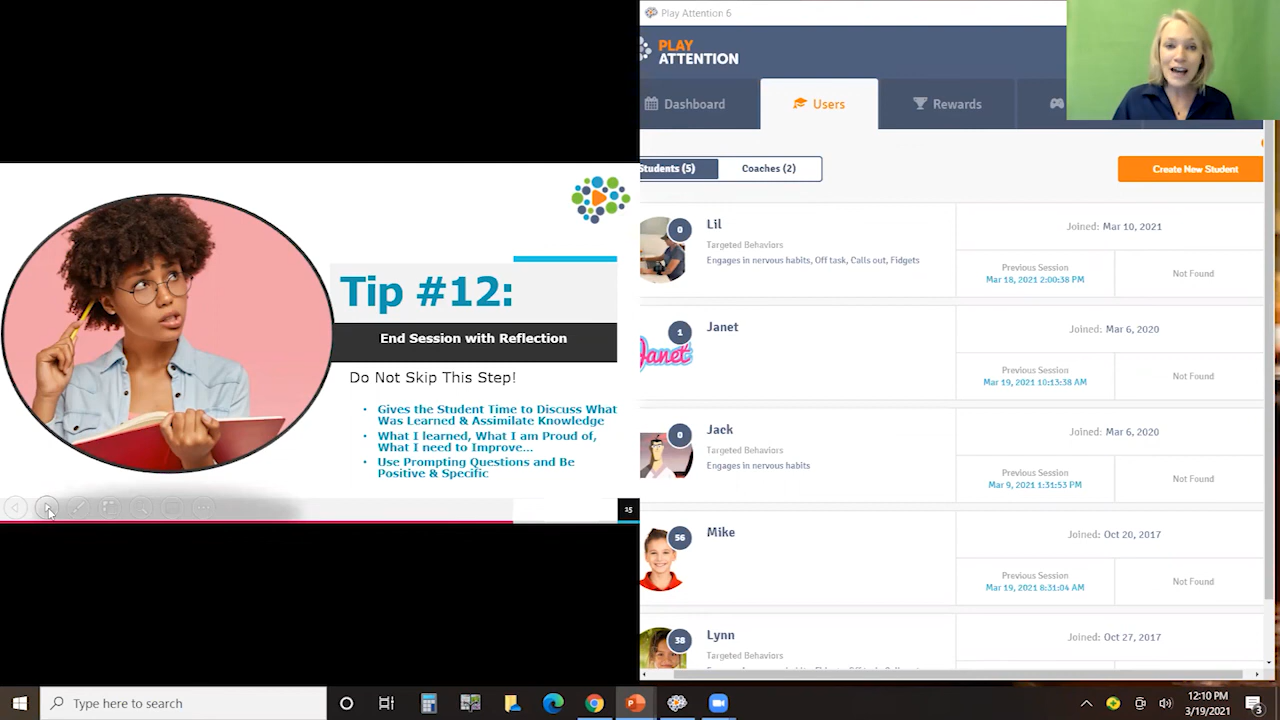 Play Attention 6
PLAY
ATTENTION
Dashboard
Users
Rewards
Students (5)
Coaches (2)
Create New Student
0
Lil
Targeted Behaviors
Engages in nervous habits, Off task, Calls out, Fidgets
Joined: Mar 10, 2021
Previous Session
Mar 18, 2021 2:00:38 PM
Not Found
1
Janet
Janet
Joined: Mar 6, 2020
Previous Session
Mar 19, 2021 10:13:38 AM
Not Found
0
Jack
Targeted Behaviors
Engages in nervous habits
Joined: Mar 6, 2020
Previous Session
Mar 9, 2021 1:31:53 PM
Not Found
56
Mike
Joined: Oct 20, 2017
Previous Session
Mar 19, 2021 8:31:04 AM
Not Found
38
Lynn
Targeted Behaviors
Joined: Oct 27, 2017
Tip #12:
End Session with Reflection
Do Not Skip This Step!
• Gives the Student Time to Discuss What
Was Learned & Assimilate Knowledge
• What I learned, What I am Proud of,
What I need to Improve...
• Use Prompting Questions and Be
Positive & Specific
15
Type here to search
12:10 PM
3/19/2021
3